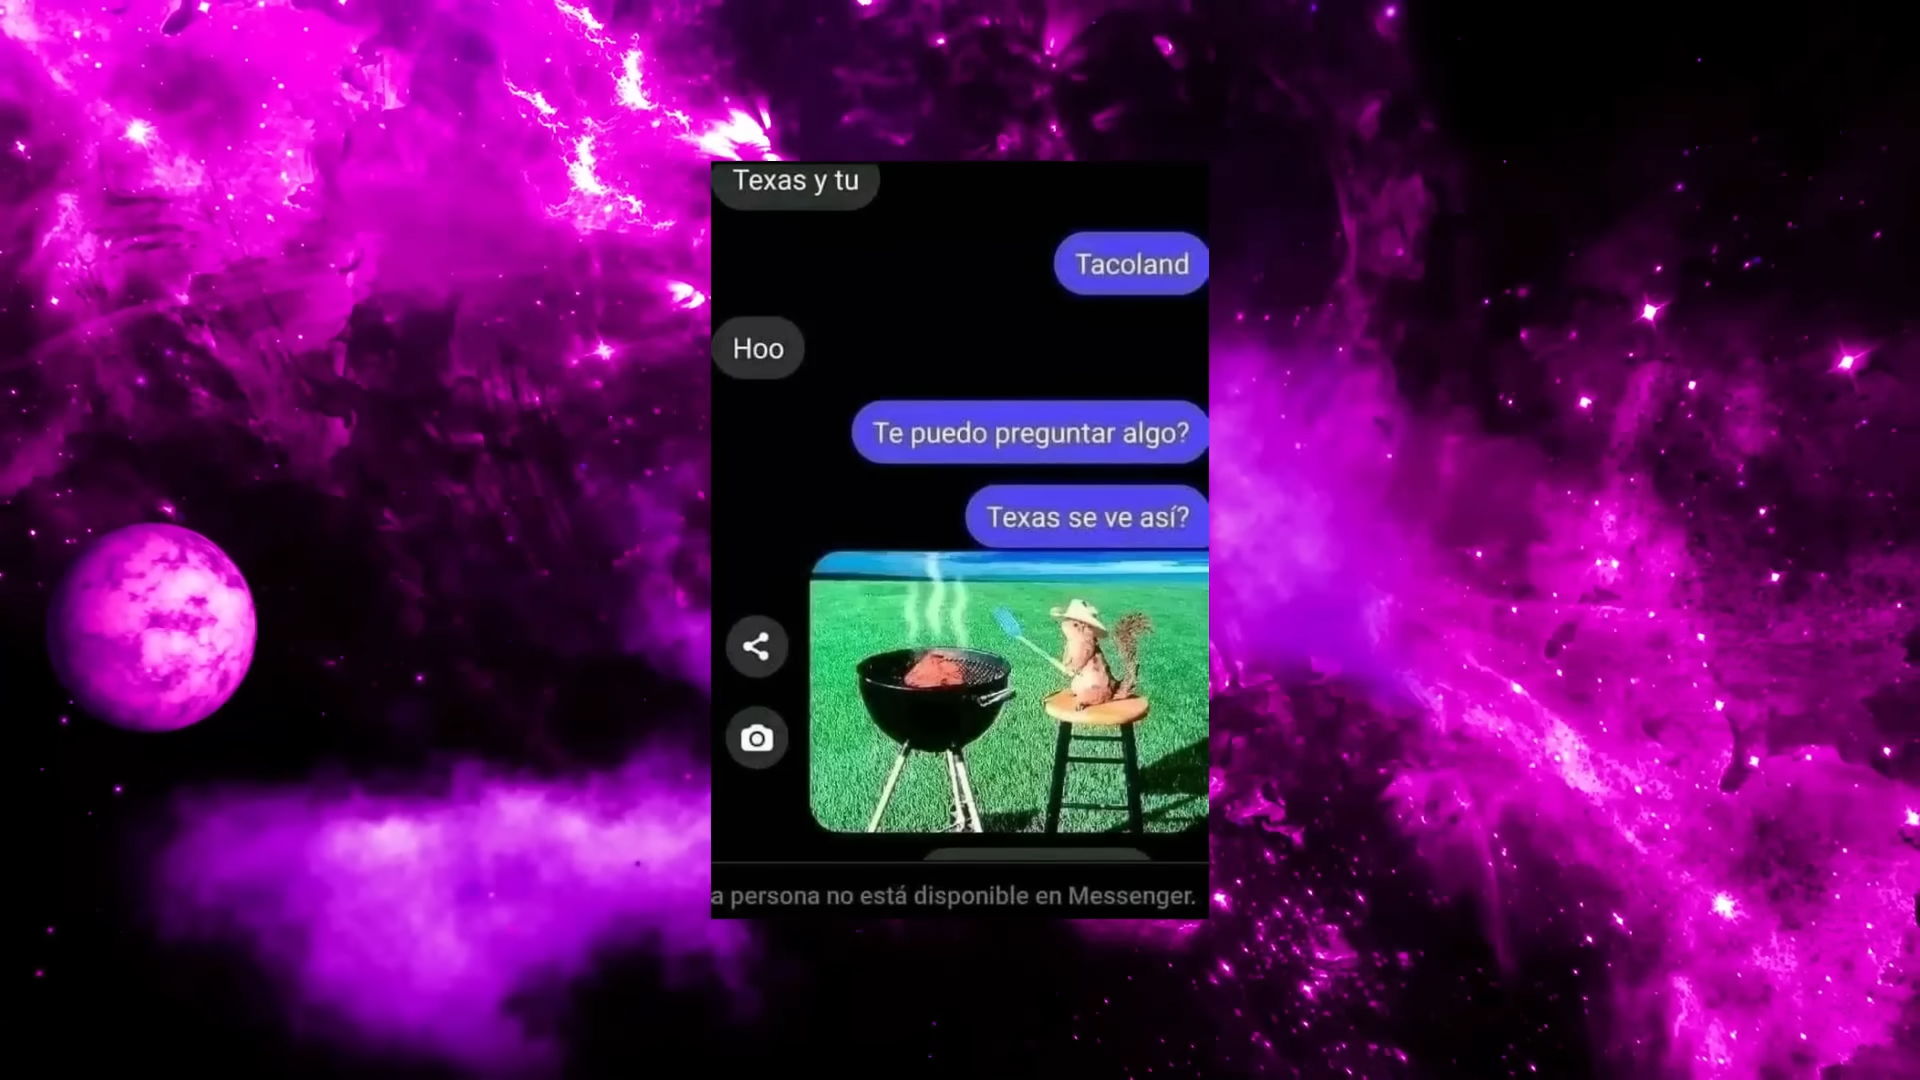 Texas y tu
Tacoland
Hoo
Te puedo preguntar algo?
Texas se ve así?
a persona no está disponible en Messenger.